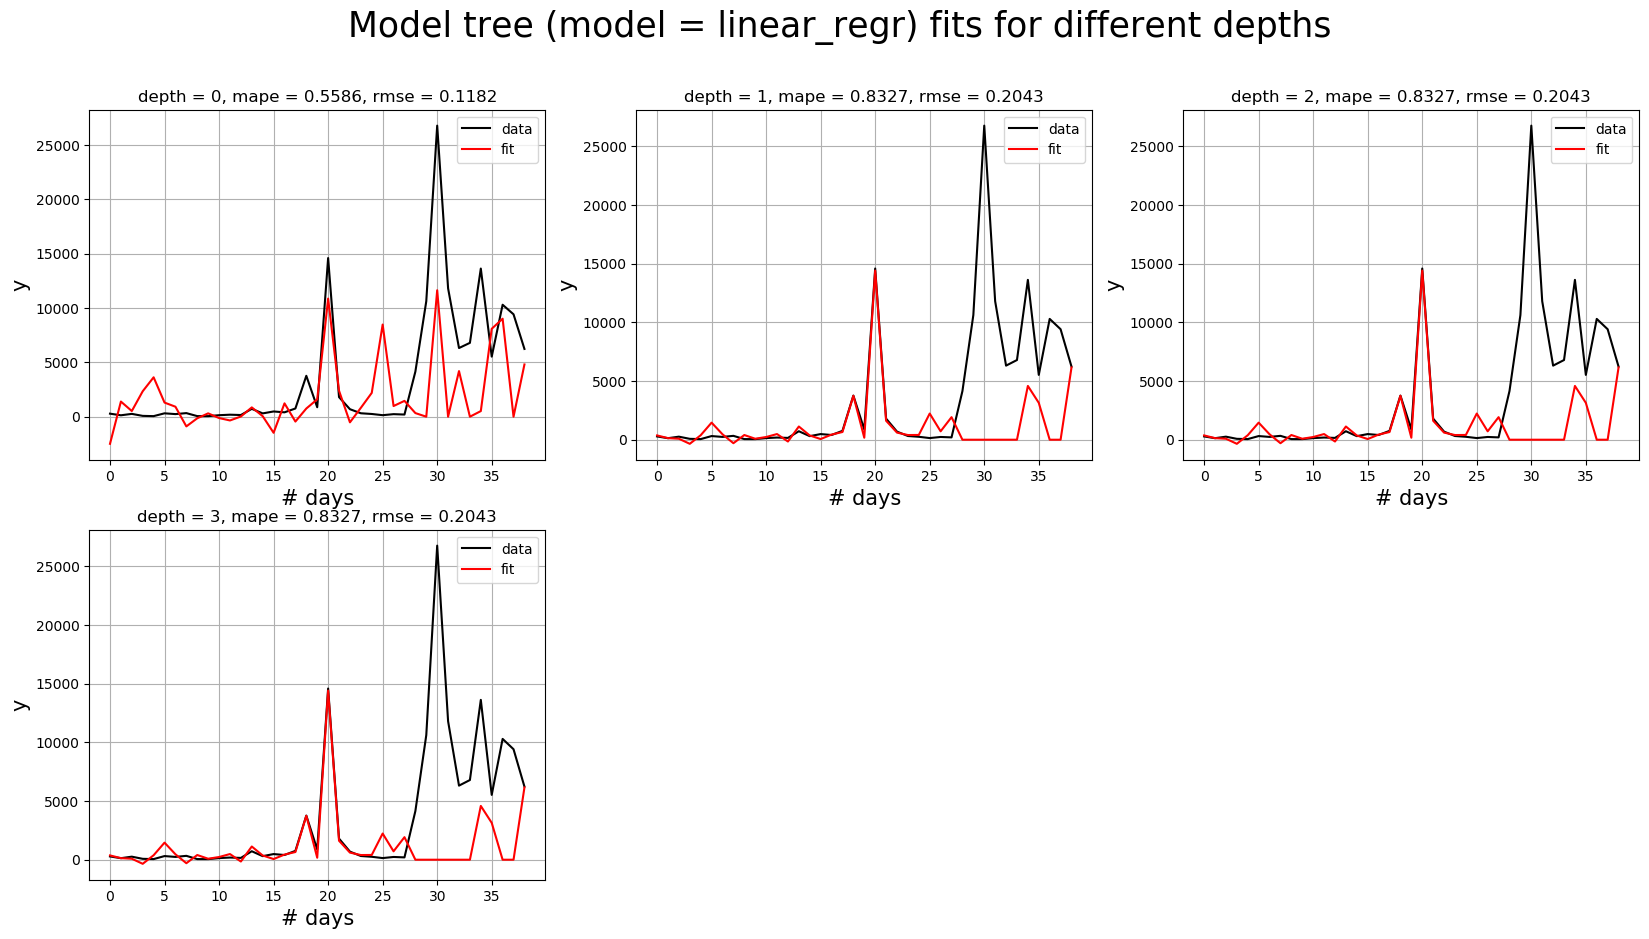 Model tree (model = linear_regr) fits for different depths
depth = 0, mape = 0.5586, rmse = 0.1182
data
fit
25000
20000
15000
10000
5000
0
y
0 5 10 15 20 25 30 35
# days
depth = 1, mape = 0.8327, rmse = 0.2043
data
fit
25000
20000
15000
10000
5000
0
y
0 5 10 15 20 25 30 35
# days
depth = 2, mape = 0.8327, rmse = 0.2043
data
fit
25000
20000
15000
10000
5000
0
y
0 5 10 15 20 25 30 35
# days
depth = 3, mape = 0.8327, rmse = 0.2043
data
fit
25000
20000
15000
10000
5000
0
y
0 5 10 15 20 25 30 35
# days